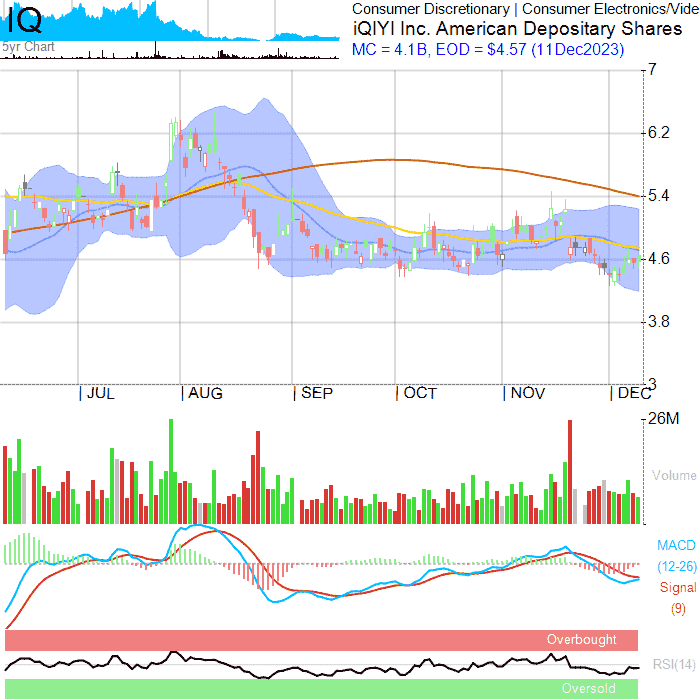 IQ
5yr Chart
Consumer Discretionary | Consumer Electronics/Vide
iQIYI Inc. American Depositary Shares
MC = 4.1B, EOD = $4.57 (11Dec2023)
7
6.2
5.4
4.6
3.8
3
| JUL | AUG | SEP | OCT | NOV | DEC
26M
Volume
MACD
(12-26)
Signal
(9)
Overbought
RSI(14)
Oversold